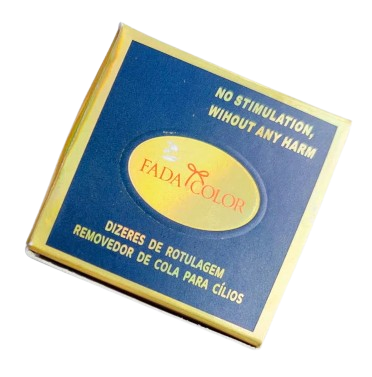 NO STIMULATION,
WIHOUT ANY HARM
FADA COLOR
DIZERES DE ROTULAGEM
REMOVEDOR DE COLA PARA CÍLIOS